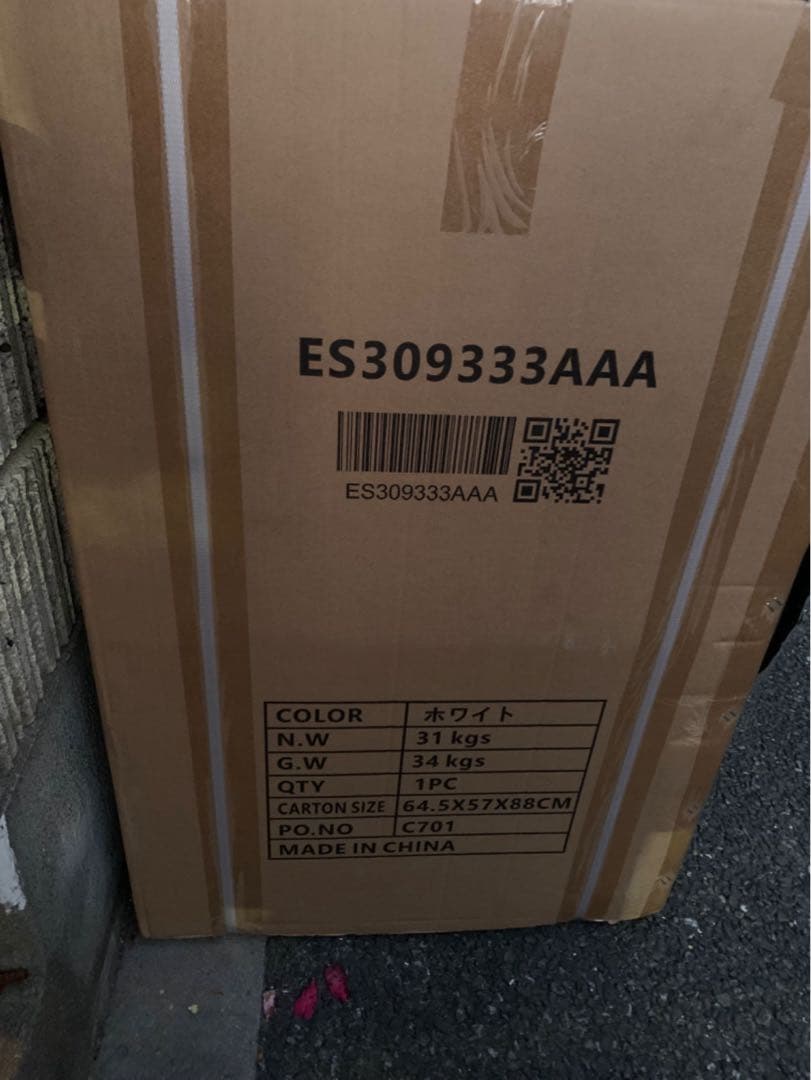 ES309333AAA
ES309333AAA
COLOR ホワイト
N.W 31 kgs
G.W 34 kgs
QTY 1PC
CARTON SIZE 64.5X57X88CM
PO.NO C701
MADE IN CHINA